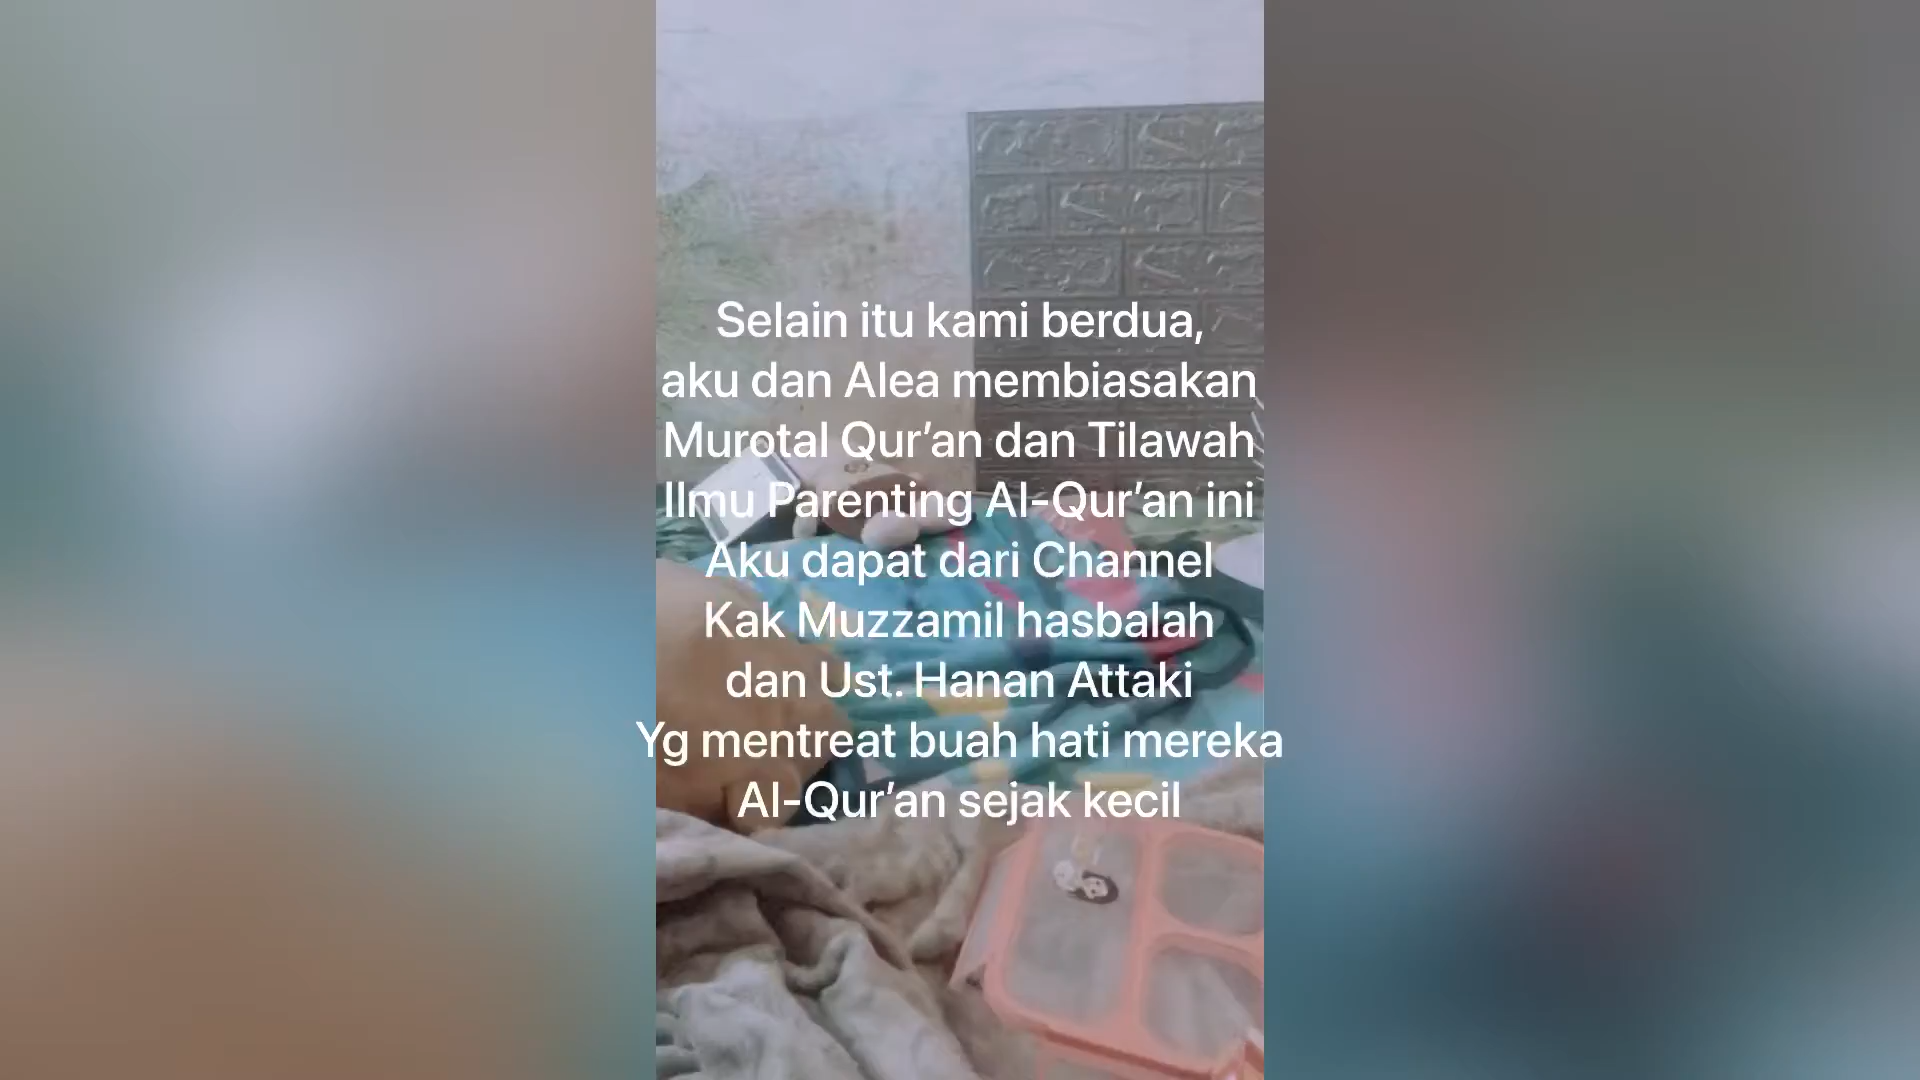 Selain itu kami berdua,
aku dan Alea membiasakan
Murotal Qur’an dan Tilawah
Ilmu Parenting Al-Qur’an ini
Aku dapat dari Channel
Kak Muzzamil hasbalah
dan Ust. Hanan Attaki
Yg mentreat buah hati mereka
Al-Qur’an sejak kecil